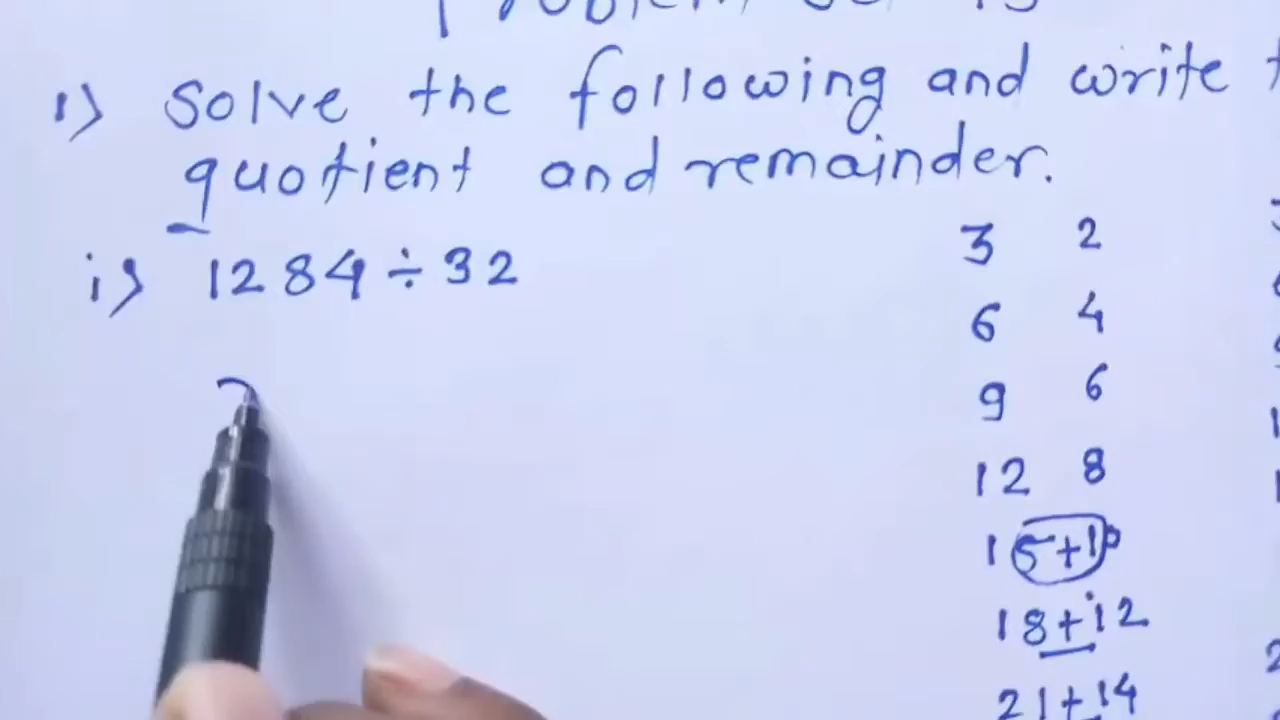 1) Solve the following and write
quotient and remainder.
i) 1284 ÷ 32
3 2
6 4
9 6
12 8
15+10
18+12
21+14